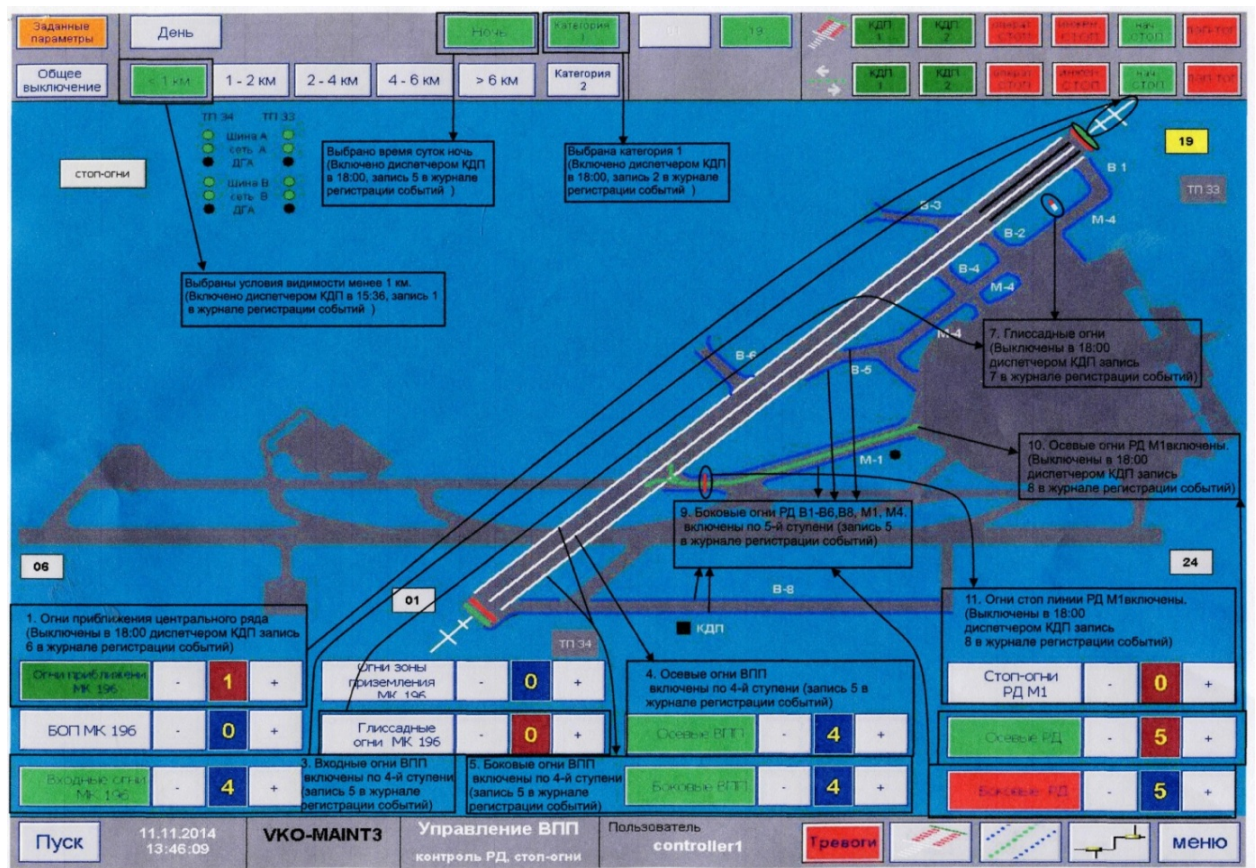 Заданные параметры
День
Ночь
Категория 1
19
КДП 1
КДП 2
СТОП
СТОП
нач. СТОП
Общее выключение
< 1 км
1 - 2 км
2 - 4 км
4 - 6 км
> 6 км
Категория 2
КДП 1
КДП 2
СТОП
СТОП
нач. СТОП
ТП 34 ТП 33
Шина А
сеть А
ДГА
Шина В
сеть В
ДГА
стоп-огни
Выбрано время суток ночь
(Включено диспетчером КДП
в 18:00, запись 5 в журнале
регистрации событий )
Выбрана категория 1
(Включено диспетчером КДП
в 18:00, запись 2 в журнале
регистрации событий )
19
B 1
ТП 33
B-3
M-4
B-2
B-4
M-4
Выбраны условия видимости менее 1 км.
(Включено диспетчером КДП в 15:36, запись 1
в журнале регистрации событий )
M-4
7. Глиссадные огни
(Выключены в 18:00
диспетчером КДП запись
7 в журнале регистрации событий)
B-6
B-5
10. Осевые огни РД М1включены.
(Выключены в 18:00
диспетчером КДП запись
8 в журнале регистрации событий)
M-1
9. Боковые огни РД В1-В6,В8, М1, М4.
включены по 5-й ступени (запись 5
в журнале регистрации событий)
06
24
01
B-8
КДП
ТП 34
1. Огни приближения центрального ряда
(Выключены в 18:00 диспетчером КДП запись
6 в журнале регистрации событий)
11. Огни стоп линии РД М1включены.
(Выключены в 18:00
диспетчером КДП запись
8 в журнале регистрации событий)
Огни приближени МК 196 - 1 +
Огни зоны приземления МК 196 - 0 +
4. Осевые огни ВПП
включены по 4-й ступени (запись 5 в
журнале регистрации событий)
Стоп-огни РД М1 - 0 +
БОП МК 196 - 0 +
Глиссадные огни МК 196 - 0 +
Осевые ВПП - 4 +
Осевые РД - 5 +
Входные огни МК 196 - 4 +
3. Входные огни ВПП
включены по 4-й ступени
(запись 5 в журнале
регистрации событий)
5. Боковые огни ВПП
включены по 4-й ступени
(запись 5 в журнале
регистрации событий)
Боковые ВПП - 4 +
Боковые РД - 5 +
Пуск
11.11.2014
13:46:09
VKO-MAINT3
Управление ВПП
контроль РД, стоп-огни
Пользователь
controller1
Тревоги
меню